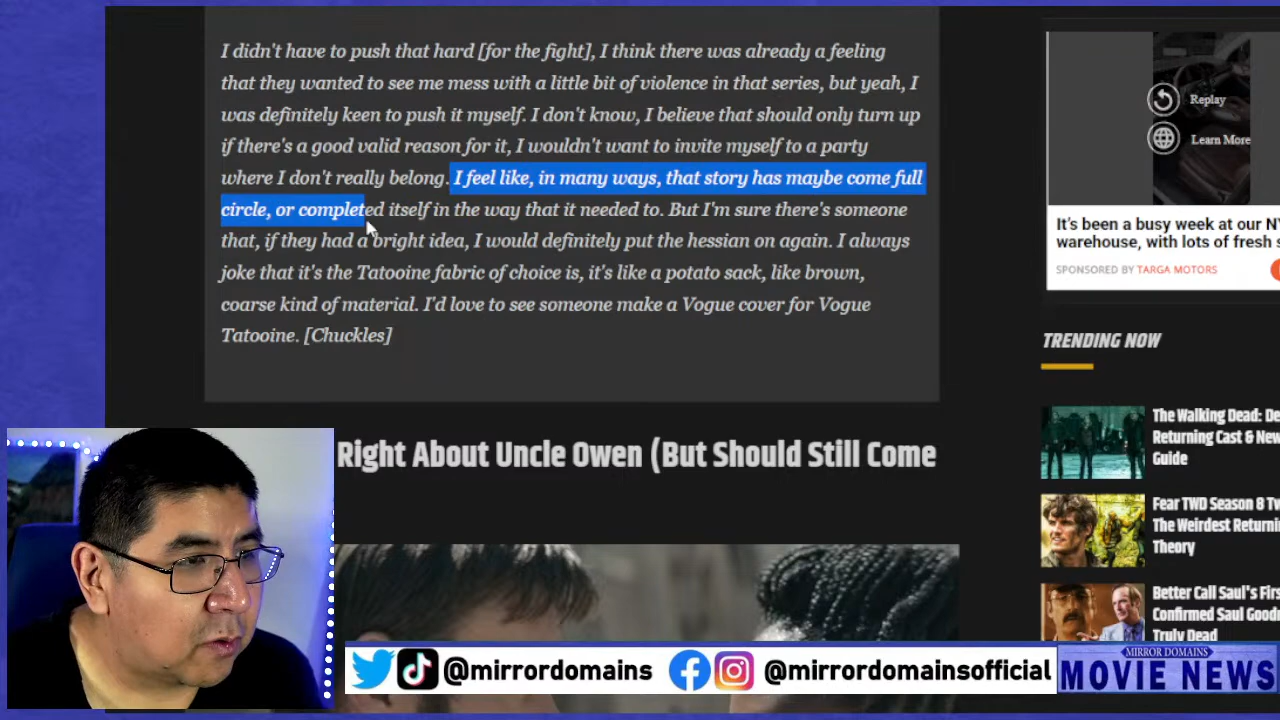 I didn't have to push that hard [for the fight], I think there was already a feeling
that they wanted to see me mess with a little bit of violence in that series, but yeah, I
was definitely keen to push it myself. I don't know, I believe that should only turn up
if there's a good valid reason for it, I wouldn't want to invite myself to a party
where I don't really belong. I feel like, in many ways, that story has maybe come full
circle, or completed itself in the way that it needed to. But I'm sure there's someone
that, if they had a bright idea, I would definitely put the hessian on again. I always
joke that it's the Tatooine fabric of choice is, it's like a potato sack, like brown,
coarse kind of material. I'd love to see someone make a Vogue cover for Vogue
Tatooine. [Chuckles]
Right About Uncle Owen (But Should Still Come
Replay
Learn More
It's been a busy week at our
warehouse, with lots of fresh
SPONSORED BY TARGA MOTORS
TRENDING NOW
The Walking Dead:
Returning Cast &
Guide
Fear TWD Season 8
The Weirdest
Theory
Better Call Saul's
Confirmed Saul
Truly Dead
@mirrordomains
@mirrordomainsofficial
MIRROR DOMAINS
MOVIE NEWS